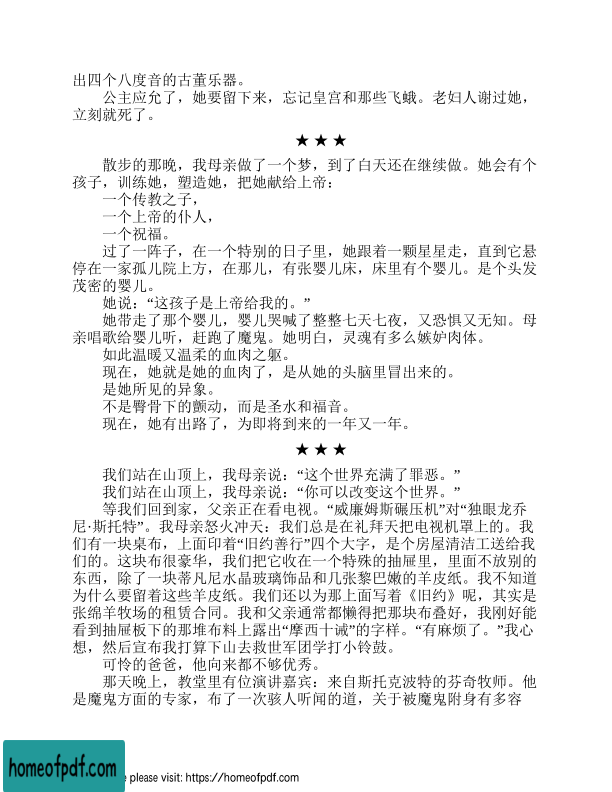 出四个八度音的古董乐器。
公主应允了，她要留下来，忘记皇宫和那些飞蛾。老妇人谢过她，
立刻就死了。
★ ★ ★
散步的那晚，我母亲做了一个梦，到了白天还在继续做。她会有个
孩子，训练她，塑造她，把她献给上帝：
一个传教之子，
一个上帝的仆人，
一个祝福。
过了一阵子，在一个特别的日子里，她跟着一颗星星走，直到它悬
停在一家孤儿院上方，在那儿，有张婴儿床，床里有个婴儿。是个头发
茂密的婴儿。
她说：“这孩子是上帝给我的。”
她带走了那个婴儿，婴儿哭喊了整整七天七夜，又恐惧又无知。母
亲唱歌给婴儿听，赶跑了魔鬼。她明白，灵魂有多么嫉妒肉体。
如此温暖又温柔的血肉之躯。
现在，她就是她的血肉了，是从她的头脑里冒出来的。
是她所见的异象。
不是臀骨下的颤动，而是圣水和福音。
现在，她有出路了，为即将到来的一年又一年。
★ ★ ★
我们站在山顶上，我母亲说：“这个世界充满了罪恶。”
我们站在山顶上，我母亲说：“你可以改变这个世界。”
等我们回到家，父亲正在看电视。“威廉姆斯碾压机”对“独眼龙乔
尼·斯托特”。我母亲怒火冲天：我们总是在礼拜天把电视机罩上的。我
们有一块桌布，上面印着“旧约善行”四个大字，是个房屋清洁工送给我
们的。这块布很豪华，我们把它收在一个特殊的抽屉里，里面不放别的
东西，除了一块蒂凡尼水晶玻璃饰品和几张黎巴嫩的羊皮纸。我不知道
为什么要留着这些羊皮纸。我们还以为那上面写着《旧约》呢，其实是
张绵羊牧场的租赁合同。我和父亲通常都懒得把那块布叠好，我刚好能
看到抽屉板下的那堆布料上露出“摩西十诫”的字样。“有麻烦了。”我心
想，然后宣布我打算下山去救世军团学打小铃鼓。
可怜的爸爸，他向来都不够优秀。
那天晚上，教堂里有位演讲嘉宾：来自斯托克波特的芬奇牧师。他
是魔鬼方面的专家，布了一次骇人听闻的道，关于被魔鬼附身有多容
homeofpdf.com
e please visit: https://homeofpdf.com